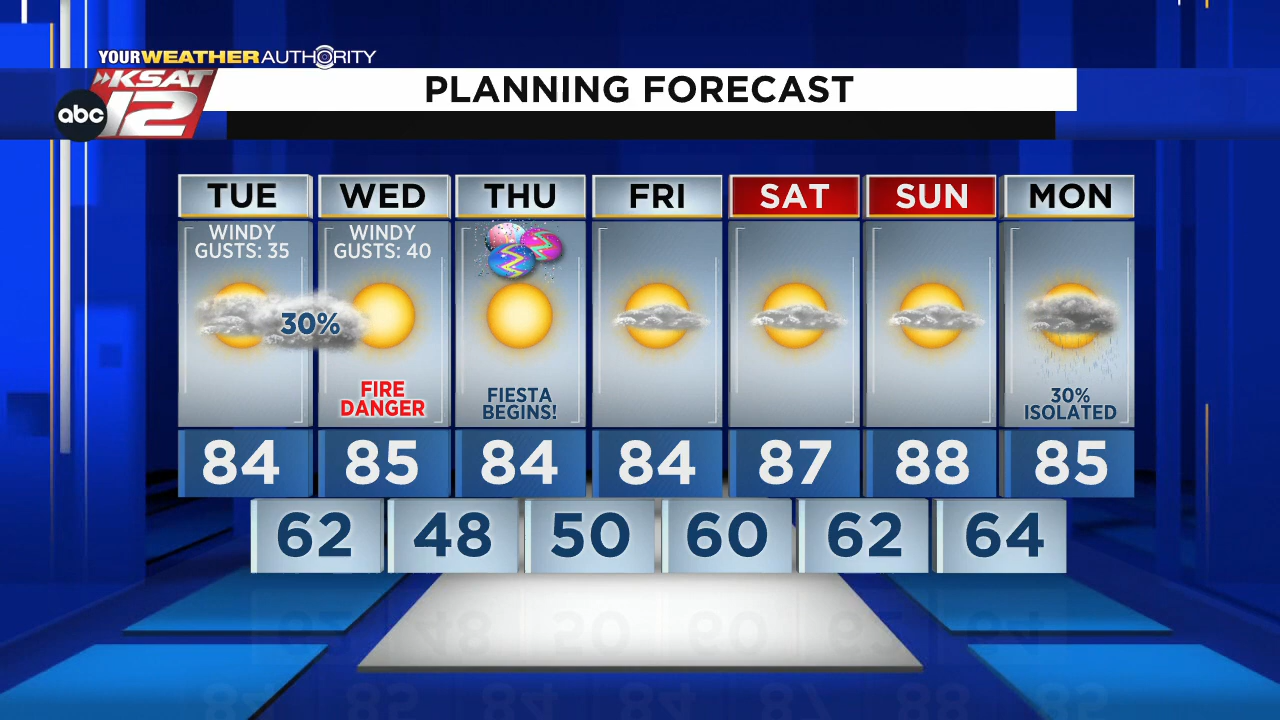 YOURWEATHERAUTHORITY
KSAT
abc 12
PLANNING FORECAST
TUE WED THU FRI SAT SUN MON
WINDY
GUSTS: 35
WINDY
GUSTS: 40
30%
FIRE
DANGER
FIESTA
BEGINS!
30%
ISOLATED
84 85 84 84 87 88 85
62 48 50 60 62 64